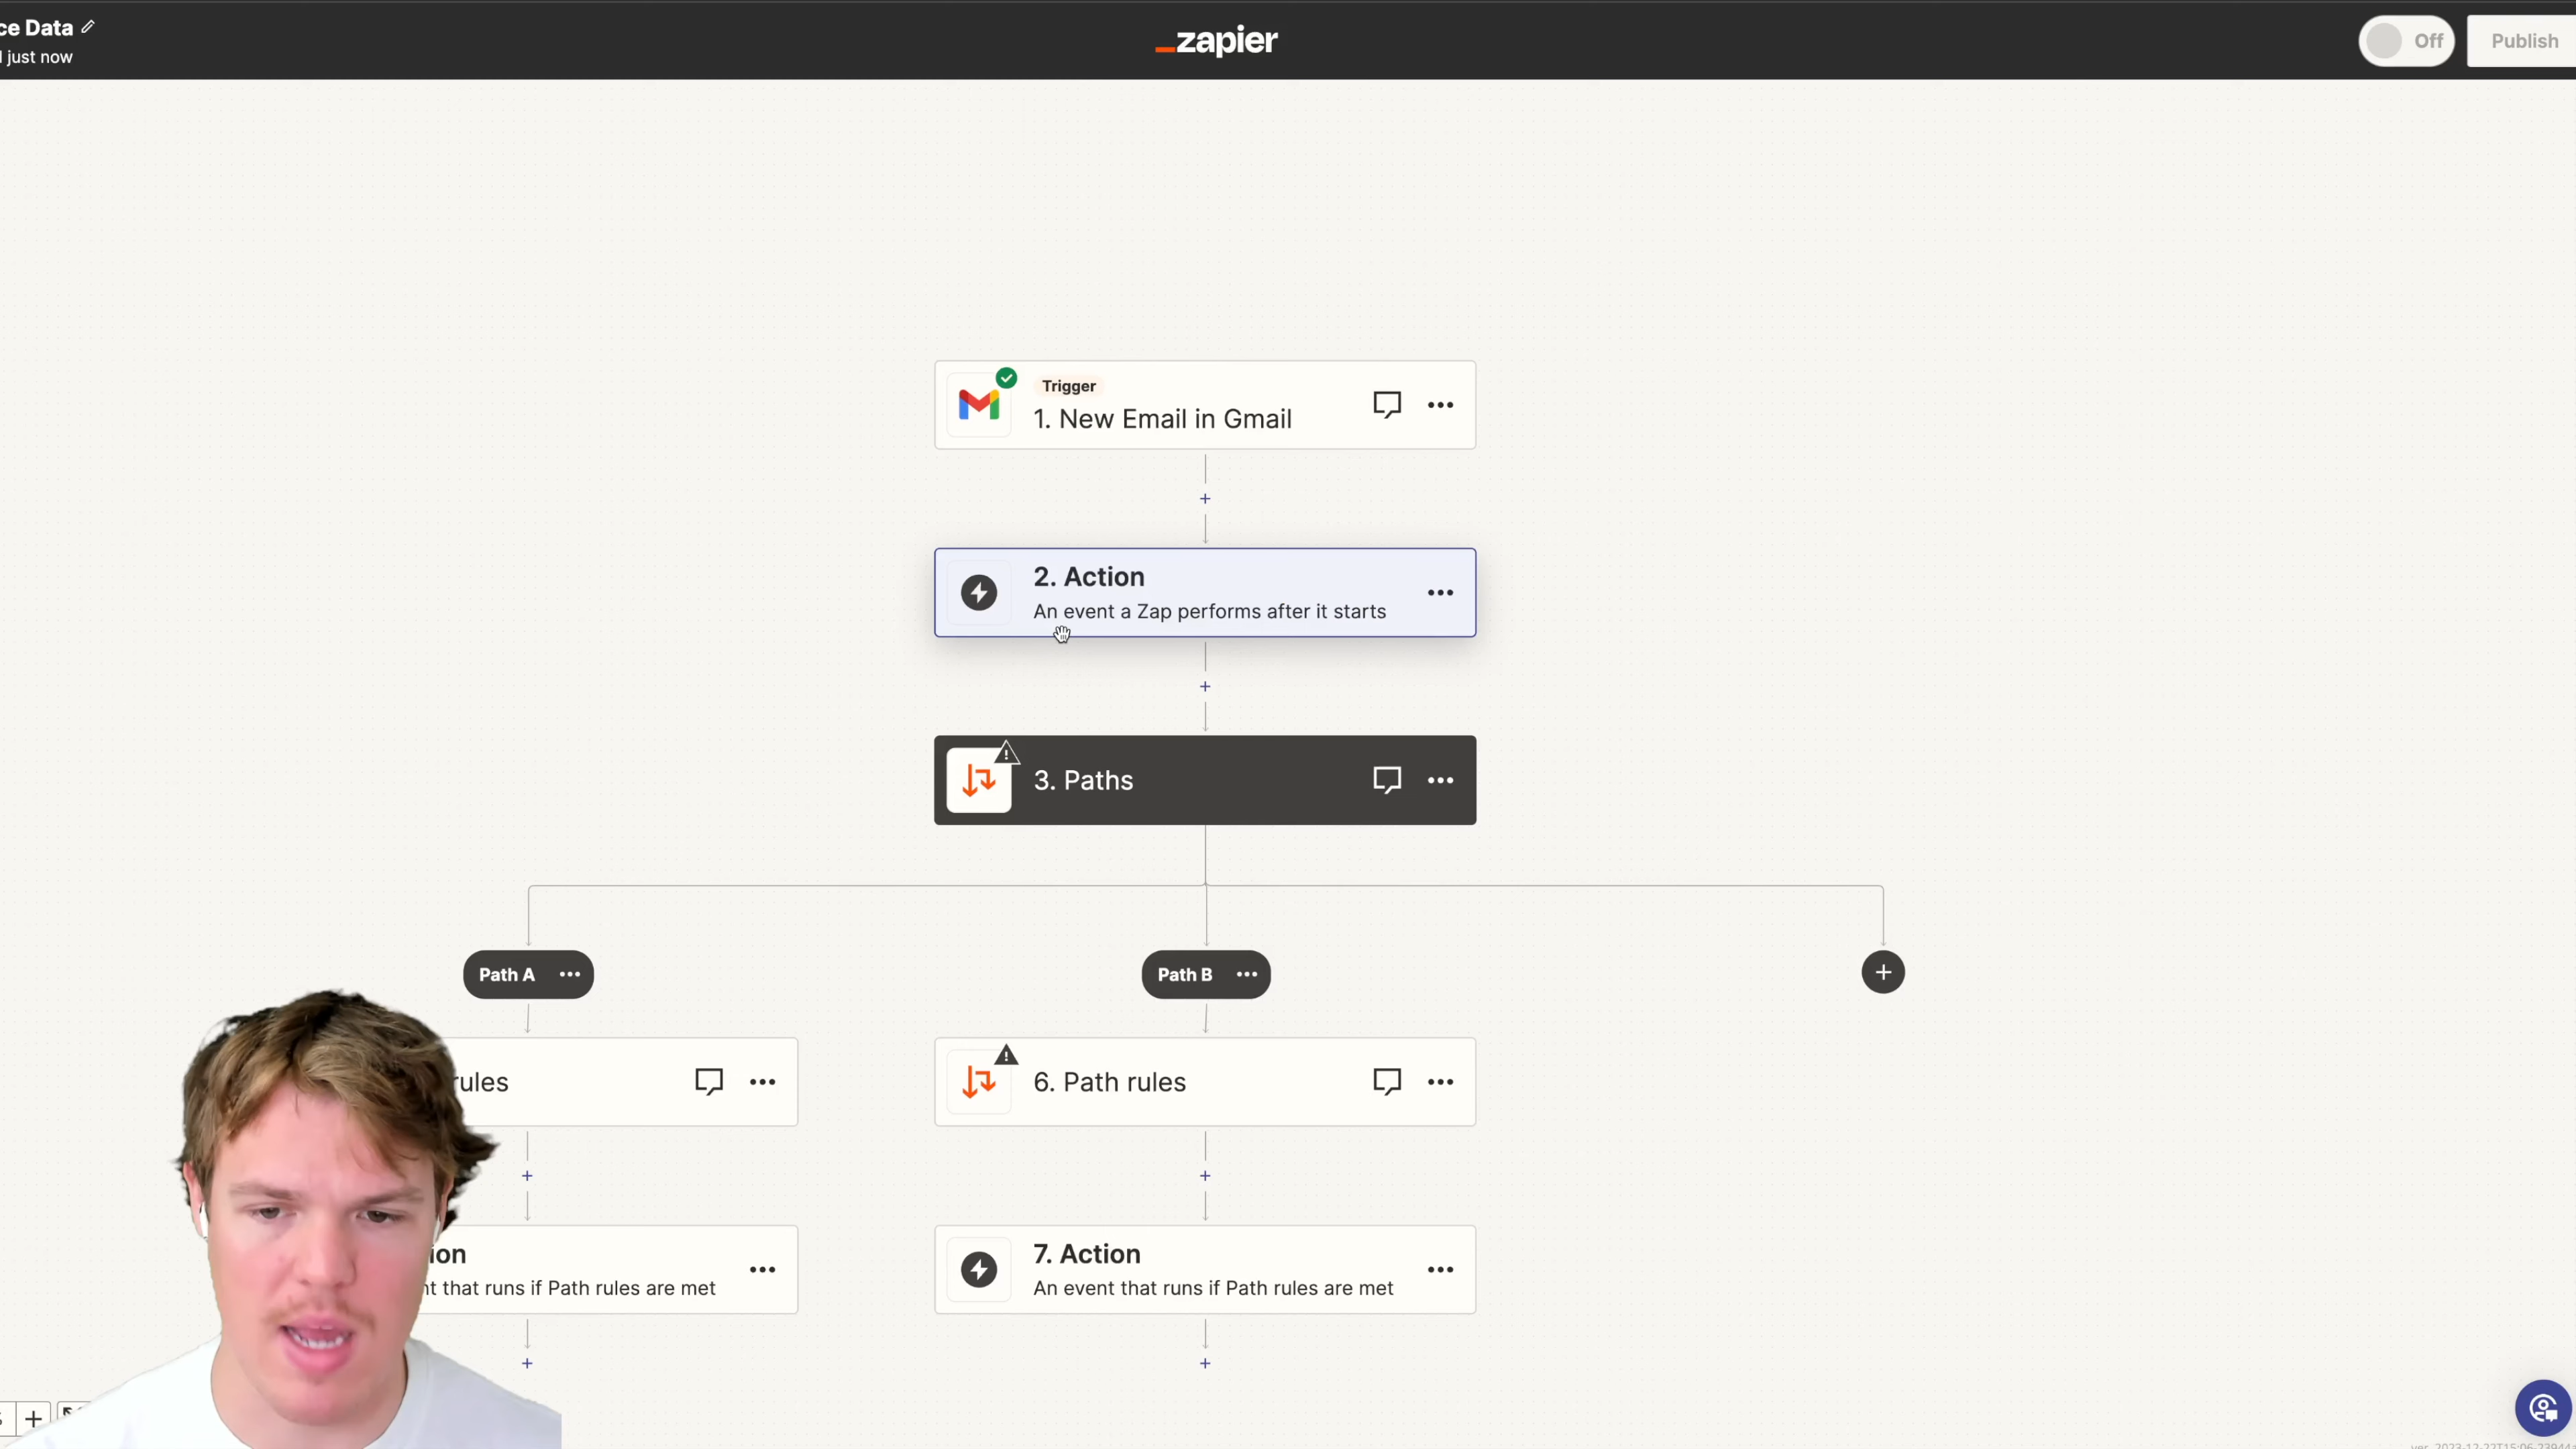 ce Data
just now
zapier
Off
Publish
Trigger
1. New Email in Gmail
2. Action
An event a Zap performs after it starts
3. Paths
Path A
Path B
rules
6. Path rules
ion
nt that runs if Path rules are met
7. Action
An event that runs if Path rules are met